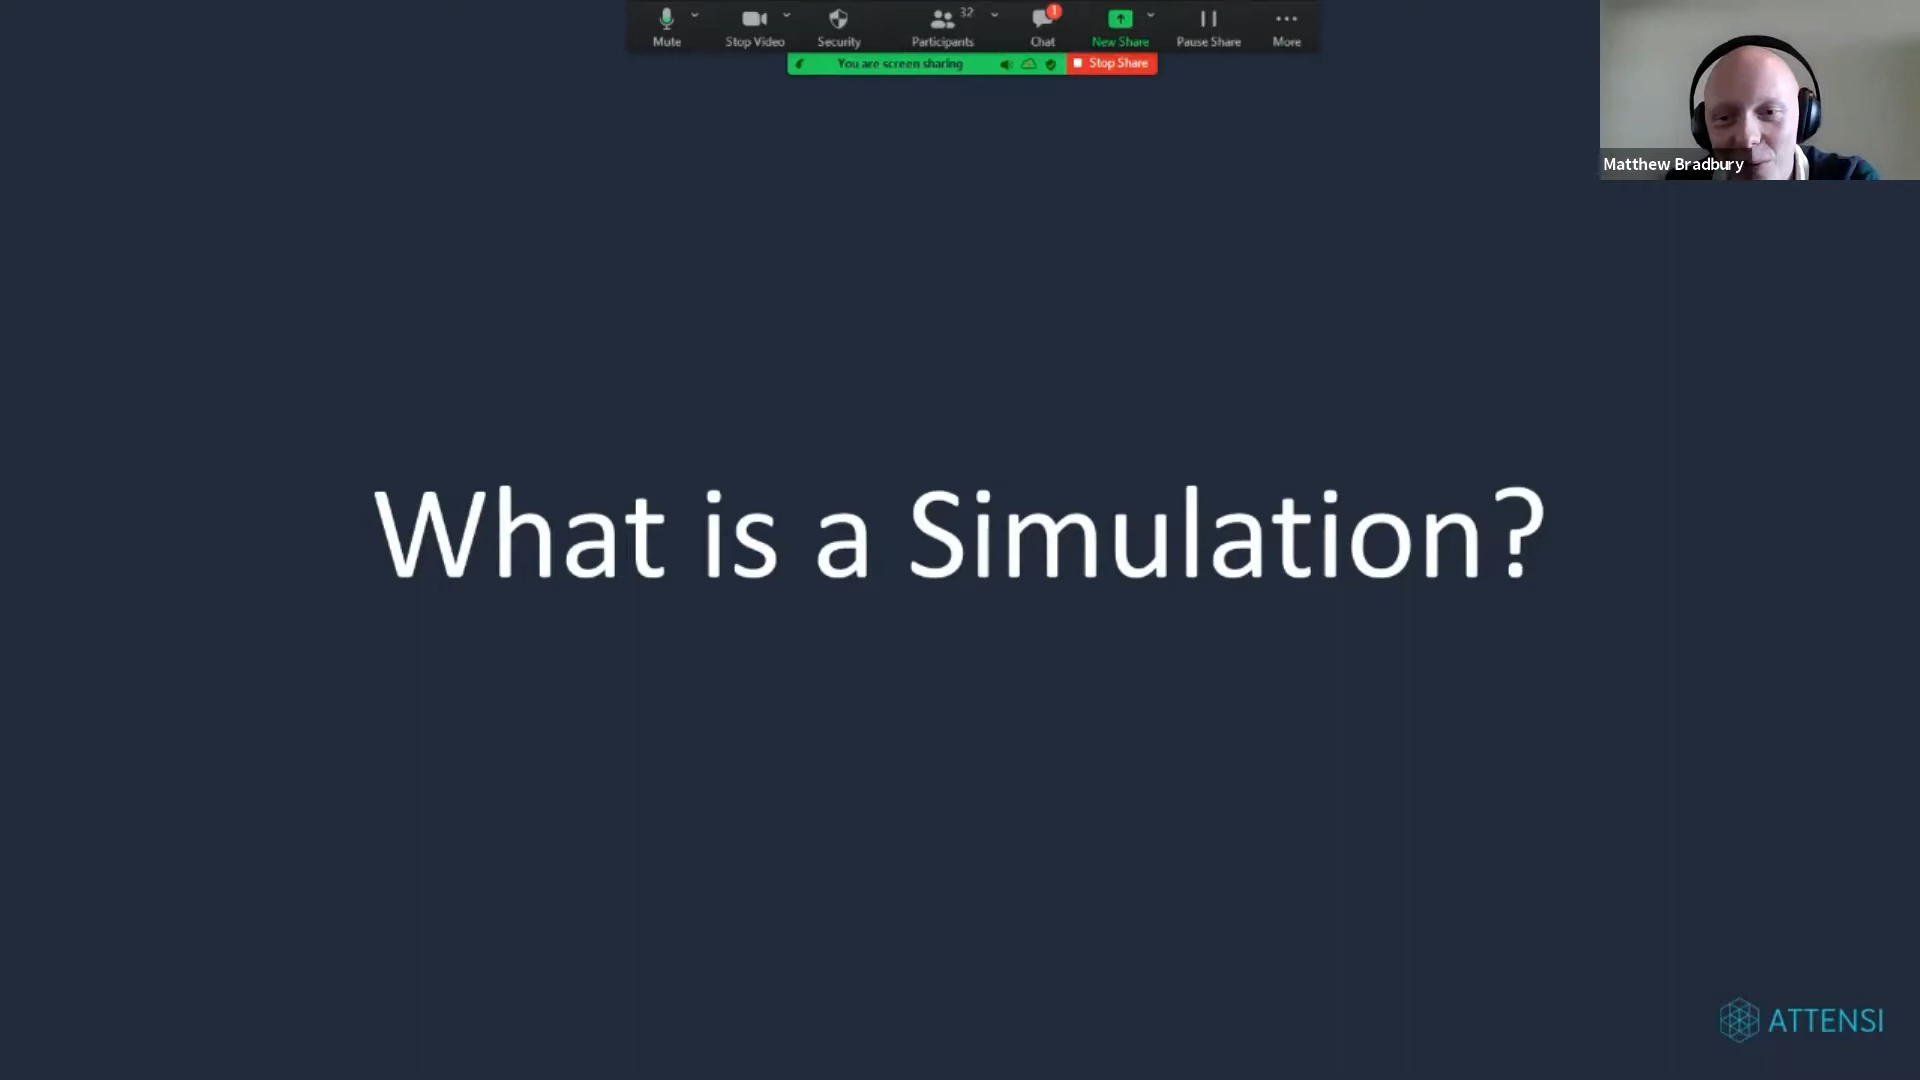 Mute
Stop Video
Security
Participants
32
Chat
1
New Share
Pause Share
More
You are screen sharing
Stop Share
Matthew Bradbury
What is a Simulation?
ATTENSI